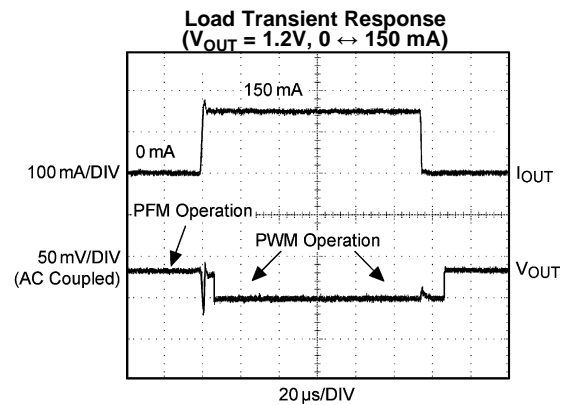 Load Transient Response
(VOUT = 1.2V, 0 ↔ 150 mA)
150 mA
0 mA
100 mA/DIV
IOUT
PFM Operation
PWM Operation
50 mV/DIV
(AC Coupled)
VOUT
20 µs/DIV